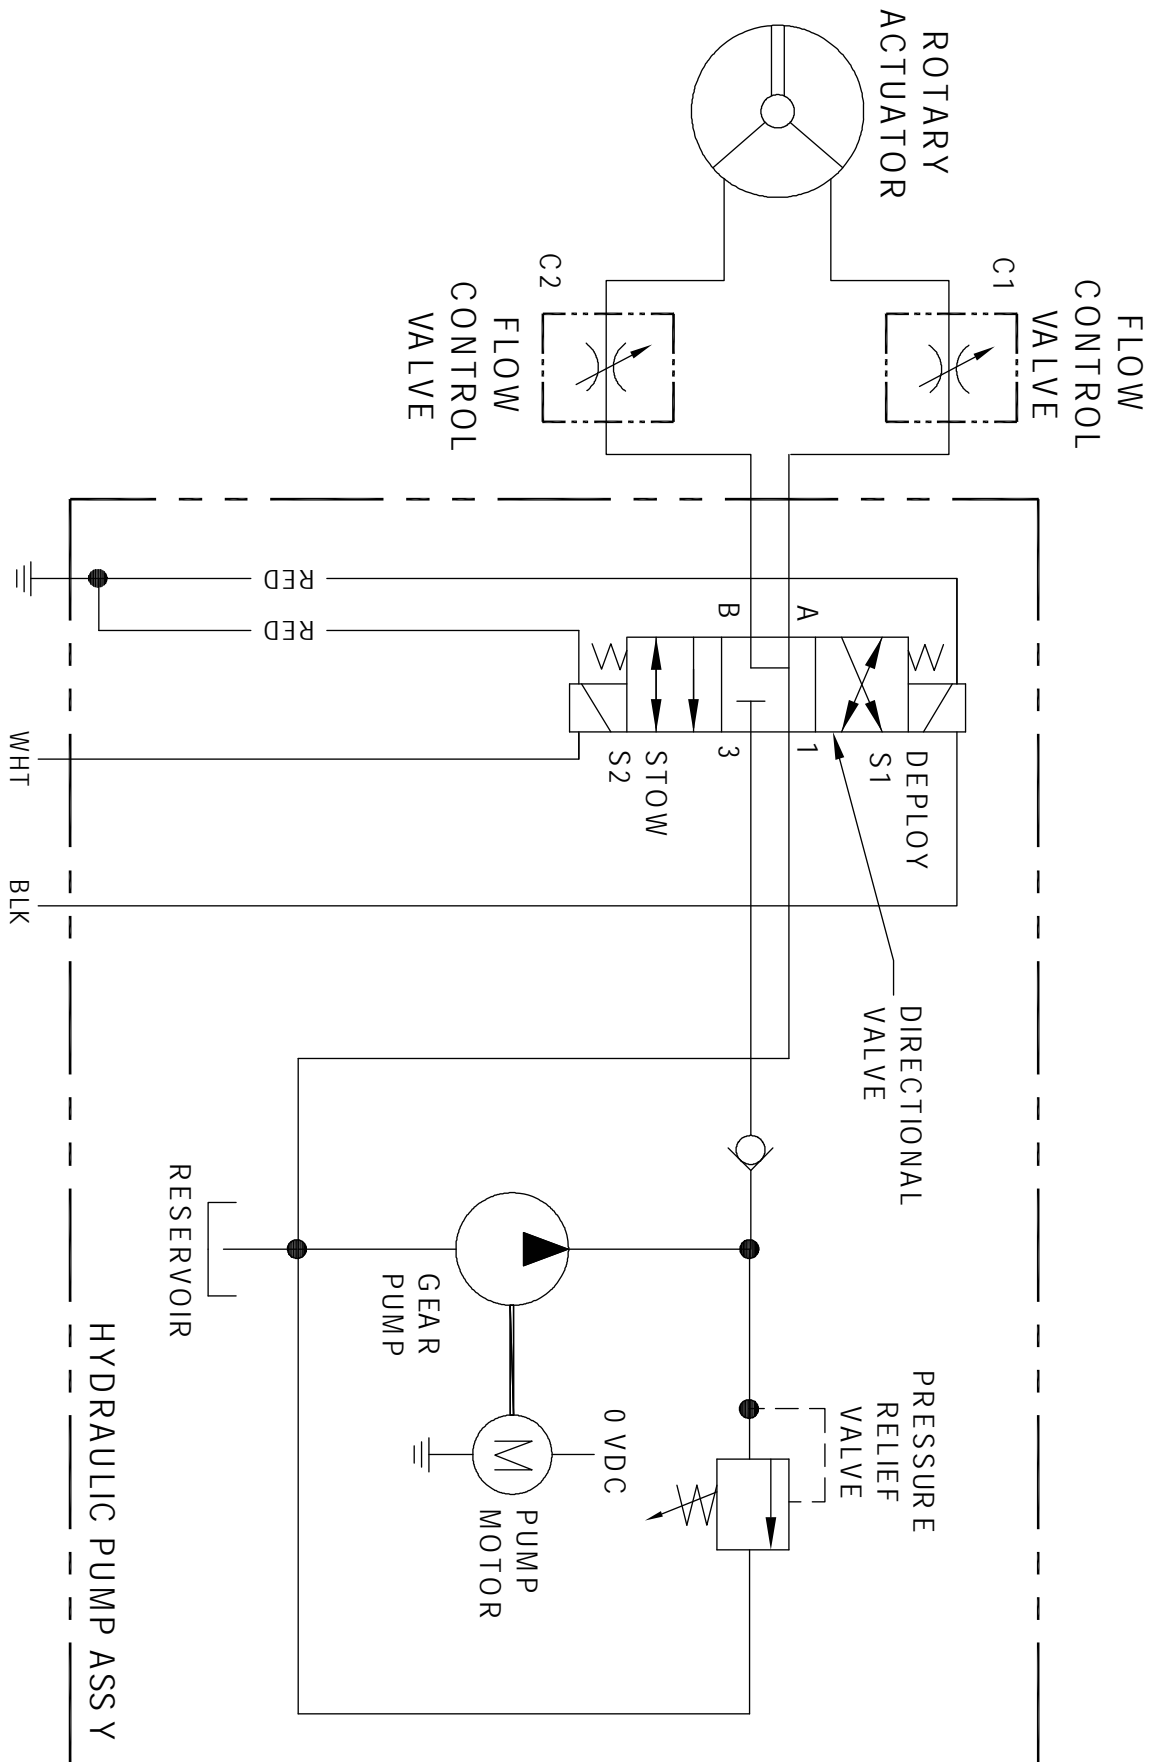 ROTARY
ACTUATOR
FLOW
CONTROL
VALVE
C1
FLOW
CONTROL
VALVE
C2
RED
RED
A
B
1
3
DEPLOY
S1
STOW
S2
WHT
BLK
DIRECTIONAL
VALVE
RESERVOIR
GEAR
PUMP
0 VDC
M
PUMP
MOTOR
PRESSURE
RELIEF
VALVE
HYDRAULIC PUMP ASSY